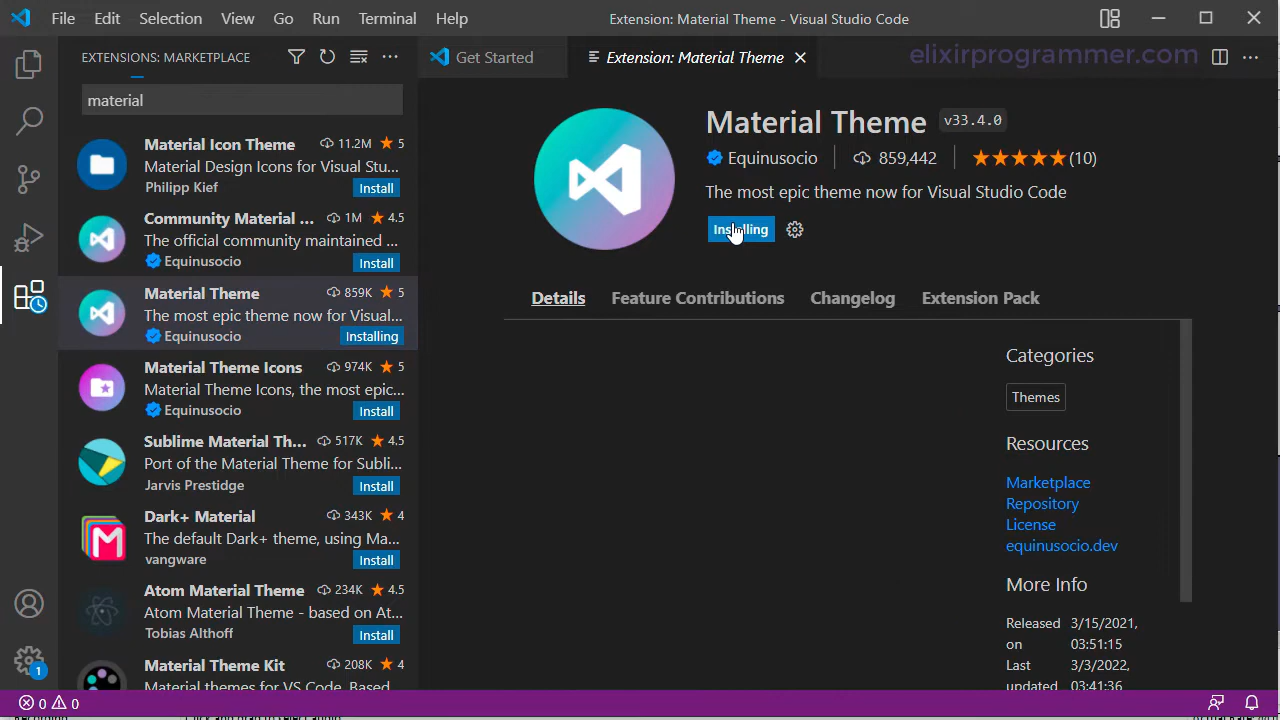 File Edit Selection View Go Run Terminal Help
Extension: Material Theme - Visual Studio Code
EXTENSIONS: MARKETPLACE
Get Started
Extension: Material Theme
elixirprogrammer.com
material
Material Icon Theme 11.2M 5
Material Design Icons for Visual Stu...
Philipp Kief Install
Community Material ... 1M 4.5
The official community maintained ...
Equinusocio Install
Material Theme 859K 5
The most epic theme now for Visual...
Equinusocio Installing
Material Theme Icons 974K 5
Material Theme Icons, the most epic...
Equinusocio Install
Sublime Material Th... 517K 4.5
Port of the Material Theme for Subli...
Jarvis Prestidge Install
Dark+ Material 343K 4
The default Dark+ theme, using Ma...
vangware Install
Atom Material Theme 234K 4.5
Atom Material Theme - based on At...
Tobias Althoff Install
Material Theme Kit 208K 4
Material themes for VS Code. Based
Material Theme v33.4.0
Equinusocio 859,442 (10)
The most epic theme now for Visual Studio Code
Installing
Details Feature Contributions Changelog Extension Pack
Categories
Themes
Resources
Marketplace
Repository
License
equinusocio.dev
More Info
Released 3/15/2021,
on 03:51:15
Last 3/3/2022,
updated 03:41:36
1
0 0